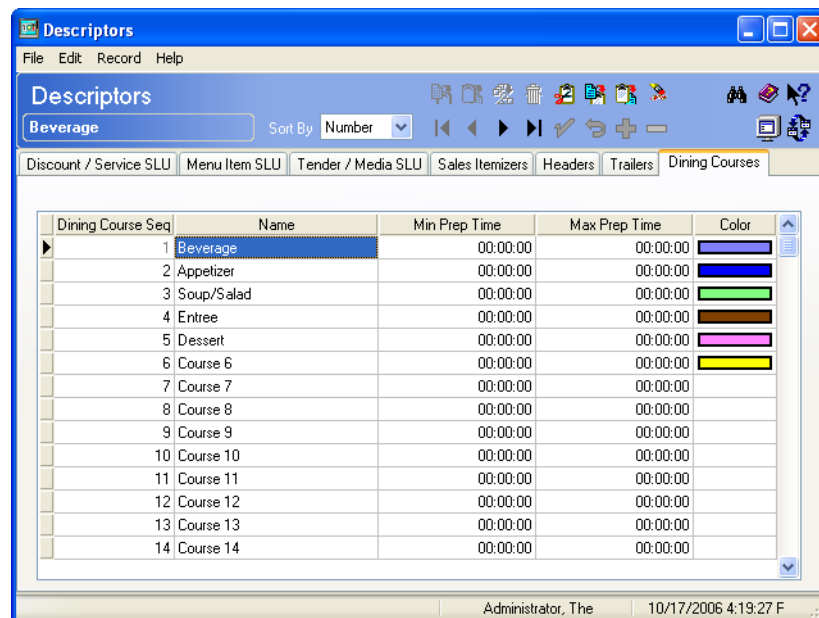 Descriptors
File Edit Record Help
Descriptors
Beverage Sort By Number
Discount / Service SLU Menu Item SLU Tender / Media SLU Sales Itemizers Headers Trailers Dining Courses
Dining Course Seq Name Min Prep Time Max Prep Time Color
1 Beverage 00:00:00 00:00:00
2 Appetizer 00:00:00 00:00:00
3 Soup/Salad 00:00:00 00:00:00
4 Entree 00:00:00 00:00:00
5 Dessert 00:00:00 00:00:00
6 Course 6 00:00:00 00:00:00
7 Course 7 00:00:00 00:00:00
8 Course 8 00:00:00 00:00:00
9 Course 9 00:00:00 00:00:00
10 Course 10 00:00:00 00:00:00
11 Course 11 00:00:00 00:00:00
12 Course 12 00:00:00 00:00:00
13 Course 13 00:00:00 00:00:00
14 Course 14 00:00:00 00:00:00
Administrator, The 10/17/2006 4:19:27 F